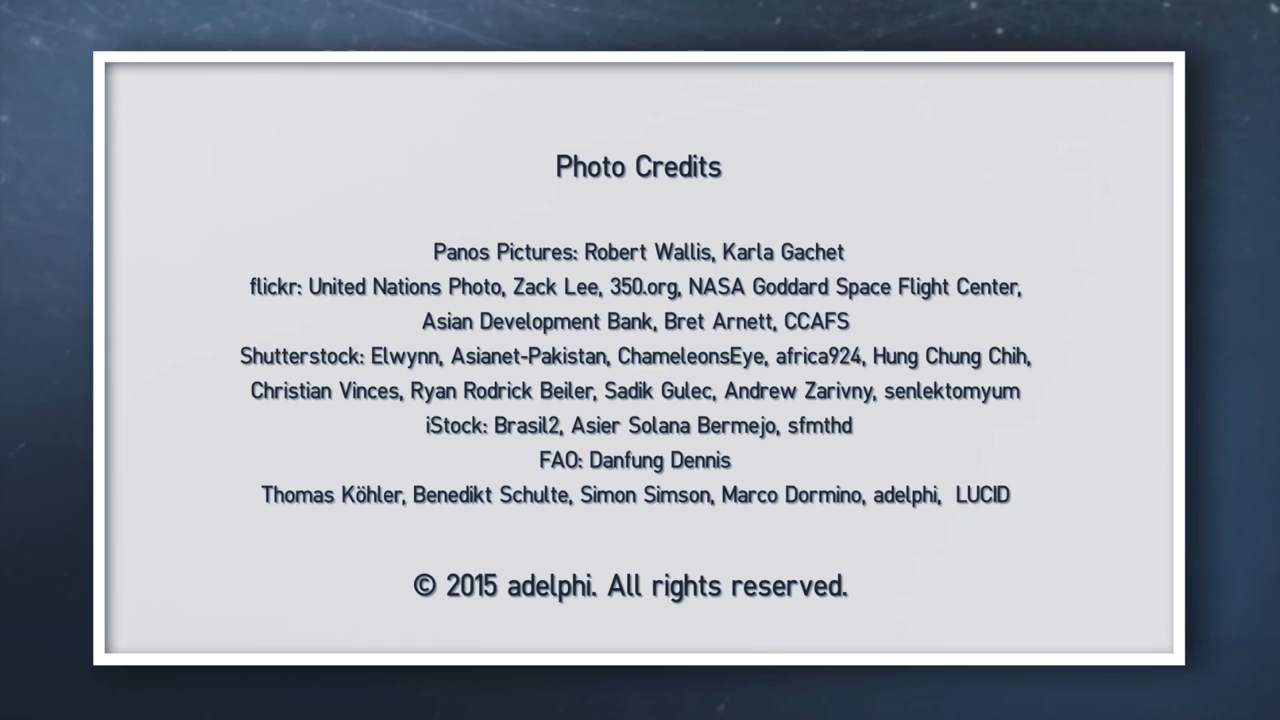 Photo Credits
Panos Pictures: Robert Wallis, Karla Gachet
flickr: United Nations Photo, Zack Lee, 350.org, NASA Goddard Space Flight Center,
Asian Development Bank, Bret Arnett, CCAFS
Shutterstock: Elwynn, Asianet-Pakistan, ChameleonsEye, africa924, Hung Chung Chih,
Christian Vinces, Ryan Rodrick Beiler, Sadik Gulec, Andrew Zarivny, senlektomyum
iStock: Brasil2, Asier Solana Bermejo, sfmthd
FAO: Danfung Dennis
Thomas Köhler, Benedikt Schulte, Simon Simson, Marco Dormino, adelphi,  LUCID
© 2015 adelphi. All rights reserved.